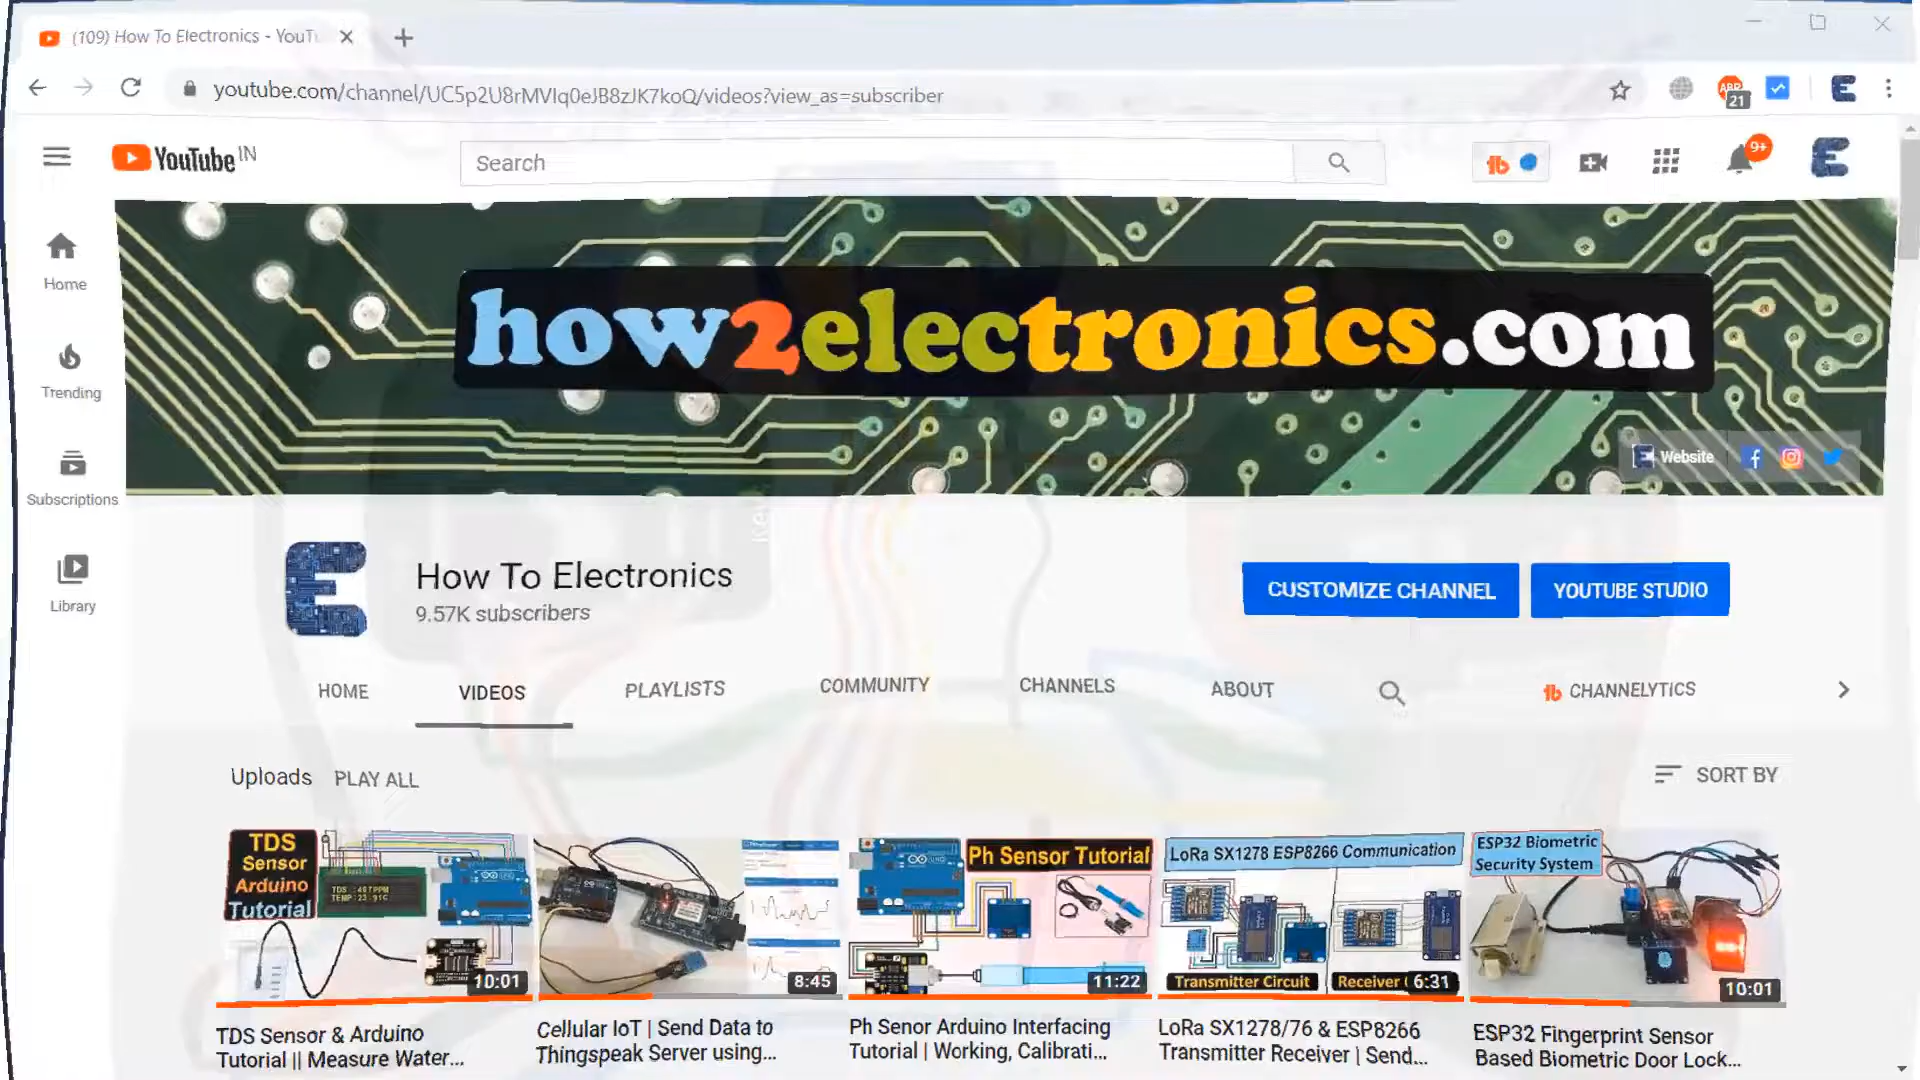 (109) How To Electronics - YouTu
youtube.com/channel/UC5p2U8rMVIq0eJB8zJK7koQ/videos?view_as=subscriber
ABP
21
YouTube IN
Search
9+
E
Home
Trending
Subscriptions
Library
how2electronics.com
Website
How To Electronics
9.57K subscribers
CUSTOMIZE CHANNEL
YOUTUBE STUDIO
HOME
VIDEOS
PLAYLISTS
COMMUNITY
CHANNELS
ABOUT
CHANNELYTICS
Uploads
PLAY ALL
SORT BY
TDS
Sensor
Arduino
Tutorial
10:01
8:45
Ph Sensor Tutorial
11:22
LoRa SX1278 ESP8266 Communication
Transmitter Circuit
Receiver
6:31
ESP32 Biometric
Security System
10:01
TDS Sensor & Arduino
Tutorial || Measure Water...
Cellular IoT | Send Data to
Thingspeak Server using...
Ph Senor Arduino Interfacing
Tutorial | Working, Calibrati...
LoRa SX1278/76 & ESP8266
Transmitter Receiver | Send...
ESP32 Fingerprint Sensor
Based Biometric Door Lock...